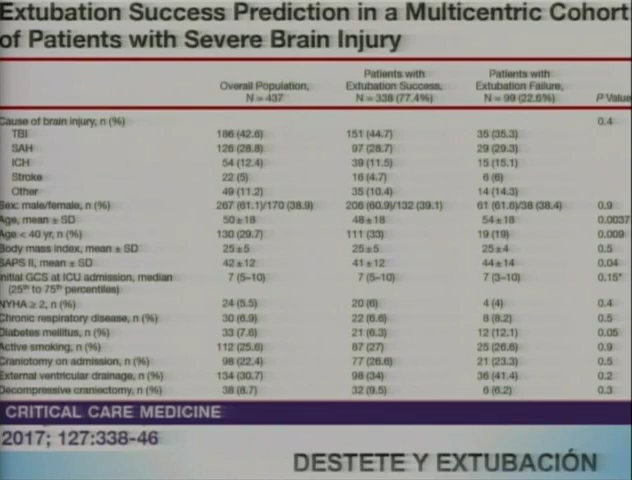 Extubation Success Prediction in a Multicentric Cohort
of Patients with Severe Brain Injury
Overall Population, N = 437 Patients with Extubation Success, N = 338 (77.4%) Patients with Extubation Failure, N = 99 (22.6%) P Value
Cause of brain injury, n (%) 0.4
TBI 186 (42.6) 151 (44.7) 35 (35.3)
SAH 126 (28.8) 97 (28.7) 29 (29.3)
ICH 54 (12.4) 39 (11.5) 15 (15.1)
Stroke 22 (5) 16 (4.7) 6 (6)
Other 49 (11.2) 35 (10.4) 14 (14.3)
Sex: male/female, n (%) 267 (61.1)/170 (38.9) 206 (60.9)/132 (39.1) 61 (61.6)/38 (38.4) 0.9
Age, mean ± SD 50±18 48±18 54±18 0.0037
Age < 40 yr, n (%) 130 (29.7) 111 (33) 19 (19) 0.009
Body mass index, mean ± SD 25±5 25±5 25±4 0.5
SAPS II, mean ± SD 42±12 41±12 44±14 0.04
Initial GCS at ICU admission, median 7 (5–10) 7 (5–10) 7 (3–10) 0.15*
(25th to 75th percentiles)
NYHA ≥ 2, n (%) 24 (5.5) 20 (6) 4 (4) 0.4
Chronic respiratory disease, n (%) 30 (6.9) 22 (6.6) 8 (8.2) 0.5
Diabetes mellitus, n (%) 33 (7.6) 21 (6.3) 12 (12.1) 0.05
Active smoking, n (%) 112 (25.6) 87 (27) 25 (26.6) 0.9
Craniotomy on admission, n (%) 98 (22.4) 77 (26.6) 21 (23.3) 0.5
External ventricular drainage, n (%) 134 (30.7) 98 (34) 36 (41.4) 0.2
Decompressive craniectomy, n (%) 38 (8.7) 32 (9.5) 6 (6.2) 0.3
CRITICAL CARE MEDICINE
2017; 127:338-46
DESTETE Y EXTUBACIÓN